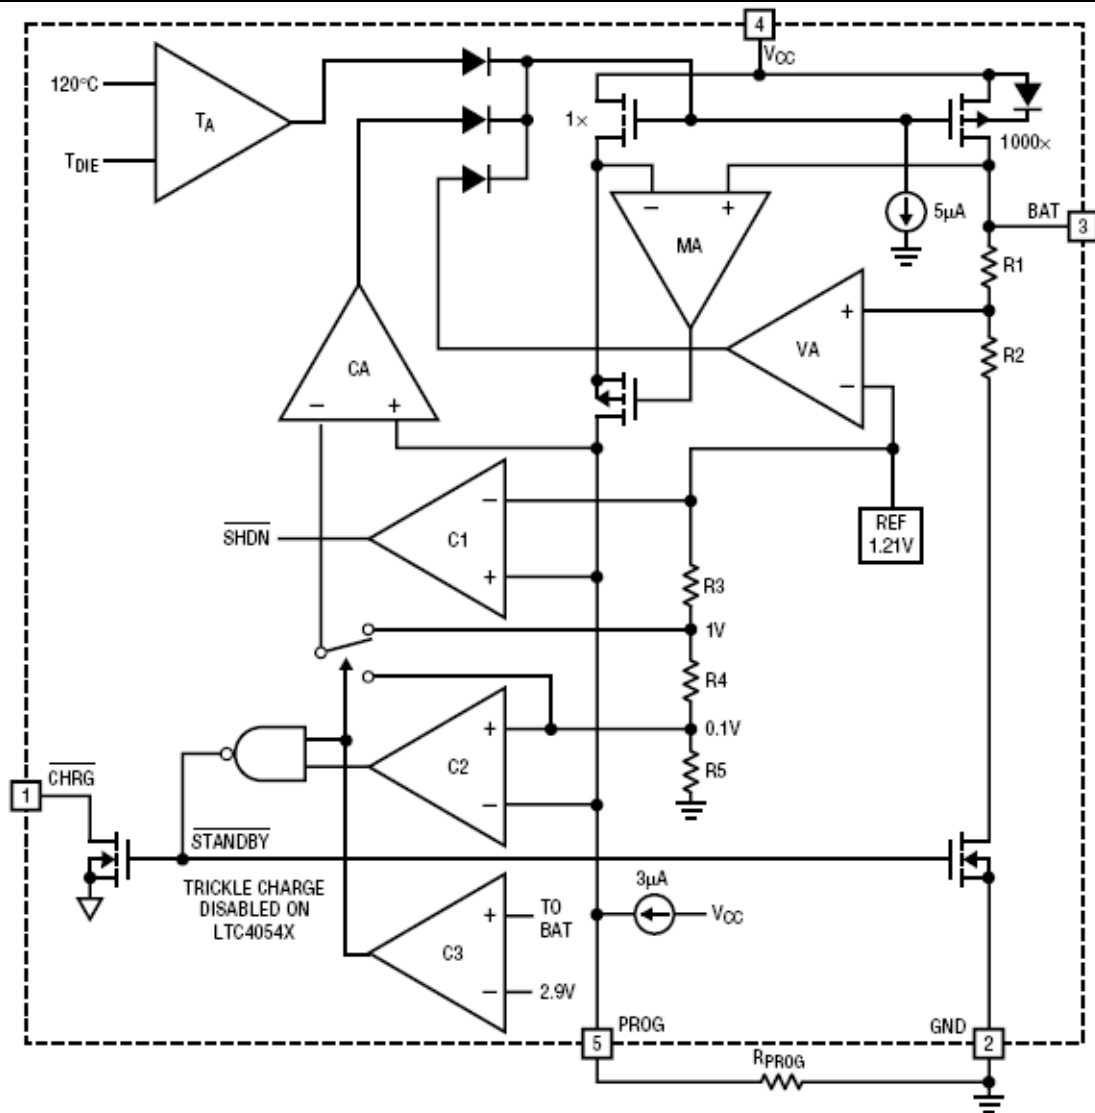 4
VCC
120°C
TA
TDIE
1×
1000×
− +
MA
5µA
BAT
3
R1
+
VA
−
R2
CA
− +
REF
1.21V
−
SHDN
C1
+
R3
1V
R4
+
0.1V
C2
R5
−
CHRG
1
STANDBY
TRICKLE CHARGE
DISABLED ON
LTC4054X
3µA
VCC
+
TO
BAT
C3
−
2.9V
PROG
5
GND
2
RPROG